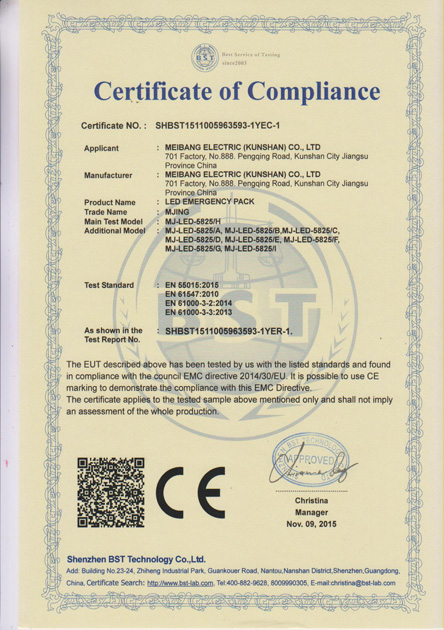 BST
Best Service of Testing
since2003
Certificate of Compliance
Certificate NO. : SHBST1511005963593-1YEC-1
Applicant : MEIBANG ELECTRIC (KUNSHAN) CO., LTD
701 Factory, No.888. Pengqing Road, Kunshan City Jiangsu
Province China
Manufacturer : MEIBANG ELECTRIC (KUNSHAN) CO., LTD
701 Factory, No.888. Pengqing Road, Kunshan City Jiangsu
Province.China
Product Name : LED EMERGENCY PACK
Trade Name : MJING
Main Test Model : MJ-LED-5825/H
Additional Model : MJ-LED-5825/A, MJ-LED-5825/B,MJ-LED-5825/C,
MJ-LED-5825/D, MJ-LED-5825/E, MJ-LED-5825/F,
MJ-LED-5825/G, MJ-LED-5825/I
BST
Test Standard : EN 55015:2015
EN 61547:2010
EN 61000-3-2:2014
EN 61000-3-3:2013
As shown in the : SHBST1511005963593-1YER-1.
Test Report No.
The EUT described above has been tested by us with the listed standards and found
in compliance with the council EMC directive 2014/30/EU. It is possible to use CE
marking to demonstrate the compliance with this EMC Directive.
The certificate applies to the tested sample above mentioned only and shall not imply
an assessment of the whole production.
CE
APPROVED
Christina
Manager
Nov. 09, 2015
Shenzhen BST Technology Co.,Ltd.
Add: Building No.23-24, Zhiheng Industrial Park, Guankouer Road, Nantou,Nanshan District,Shenzhen,Guangdong,
China, Certificate Search: http://www.bst-lab.com. Tel:400-882-9628, 8009990305, E-mail:christina@bst-lab.com